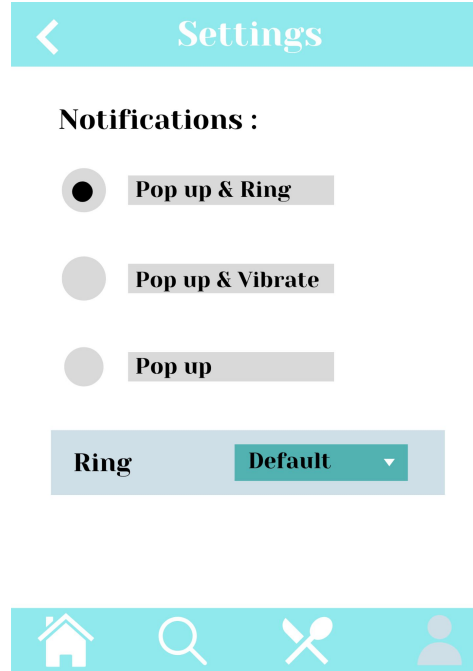 Settings
Notifications :
Pop up & Ring
Pop up & Vibrate
Pop up
Ring Default